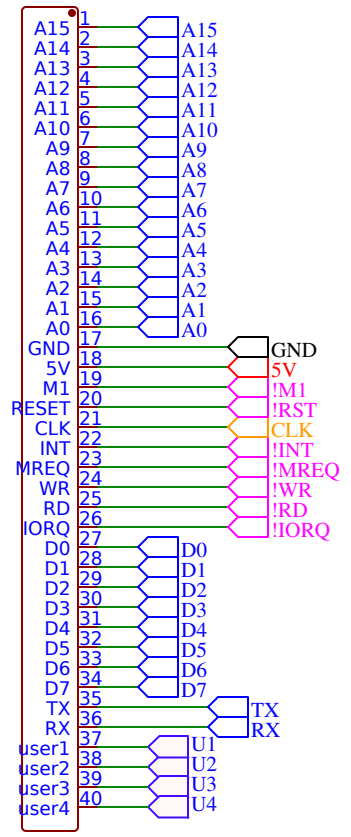 A15 1 A15
A14 2 A14
A13 3 A13
A12 4 A12
A11 5 A11
A10 6 A10
A9 7 A9
A8 8 A8
A7 9 A7
A6 10 A6
A5 11 A5
A4 12 A4
A3 13 A3
A2 14 A2
A1 15 A1
A0 16 A0
GND 17 GND
5V 18 5V
M1 19 !M1
RESET 20 !RST
CLK 21 CLK
INT 22 !INT
MREQ 23 !MREQ
WR 24 !WR
RD 25 !RD
IORQ 26 !IORQ
D0 27 D0
D1 28 D1
D2 29 D2
D3 30 D3
D4 31 D4
D5 32 D5
D6 33 D6
D7 34 D7
TX 35 TX
RX 36 RX
user1 37 U1
user2 38 U2
user3 39 U3
user4 40 U4